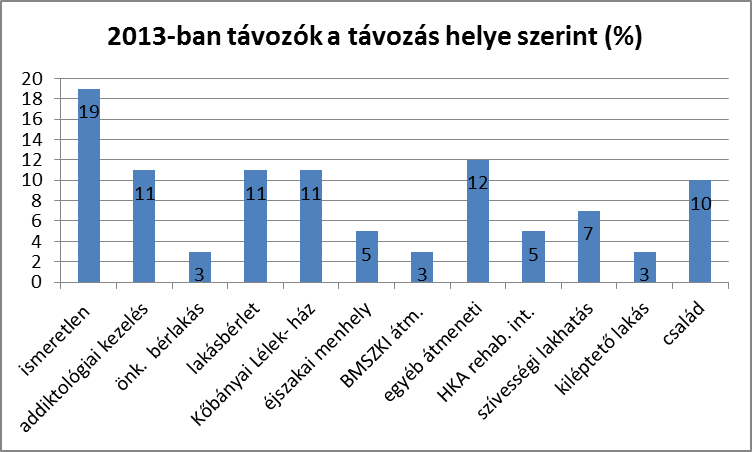 2013-ban távozók a távozás helye szerint (%)
20
18
16
14
12
10
8
6
4
2
0
19
11
3
11
11
5
3
12
5
7
3
10
ismeretlen
addiktológiai kezelés
önk. bérlakás
lakásbérlet
Kőbányai Lélek- ház
éjszakai menhely
BMSZKI átm.
egyéb átmeneti
HKA rehab. int.
szívességi lakhatás
kiléptető lakás
család